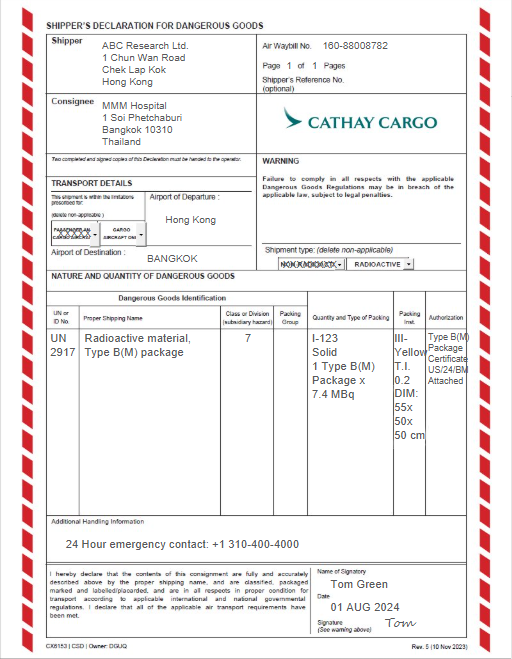 SHIPPER'S DECLARATION FOR DANGEROUS GOODS
Shipper
ABC Research Ltd.
1 Chun Wan Road
Chek Lap Kok
Hong Kong
Air Waybill No. 160-88008782
Page 1 of 1 Pages
Shipper's Reference No.
(optional)
Consignee
MMM Hospital
1 Soi Phetchaburi
Bangkok 10310
Thailand
CATHAY CARGO
Two completed and signed copies of this Declaration must be handed to the operator.
WARNING
Failure to comply in all respects with the applicable
Dangerous Goods Regulations may be in breach of the
applicable law, subject to legal penalties.
TRANSPORT DETAILS
This shipment is within the limitations
prescribed for:
(delete non-applicable)
CARGO
AIRCRAFT ONL
Airport of Departure :
Hong Kong
Airport of Destination :
BANGKOK
Shipment type: (delete non-applicable)
RADIOACTIVE
NATURE AND QUANTITY OF DANGEROUS GOODS
Dangerous Goods Identification
UN or
ID No.
Proper Shipping Name
Class or Division
(subsidiary hazard)
Packing
Group
Quantity and Type of Packing
Packing
Inst.
Authorization
UN
2917
Radioactive material,
Type B(M) package
7
I-123
Solid
1 Type B(M)
Package x
7.4 MBq
III-
Yellow
T.I.
0.2
DIM:
55x
50x
50 cm
Type B(M)
Package
Certificate
US/24/BM
Attached
Additional Handling Information
24 Hour emergency contact: +1 310-400-4000
I hereby declare that the contents of this consignment are fully and accurately
described above by the proper shipping name, and are classified, packaged
marked and labelled/placarded, and are in all respects in proper condition for
transport according to applicable international and national governmental
regulations. I declare that all of the applicable air transport requirements have
been met.
Name of Signatory
Tom Green
Date
01 AUG 2024
Signature
(See warning above)
Tom
CX6153 | CSD | Owner: DGUQ
Rev. 5 (10 Nov 2023)